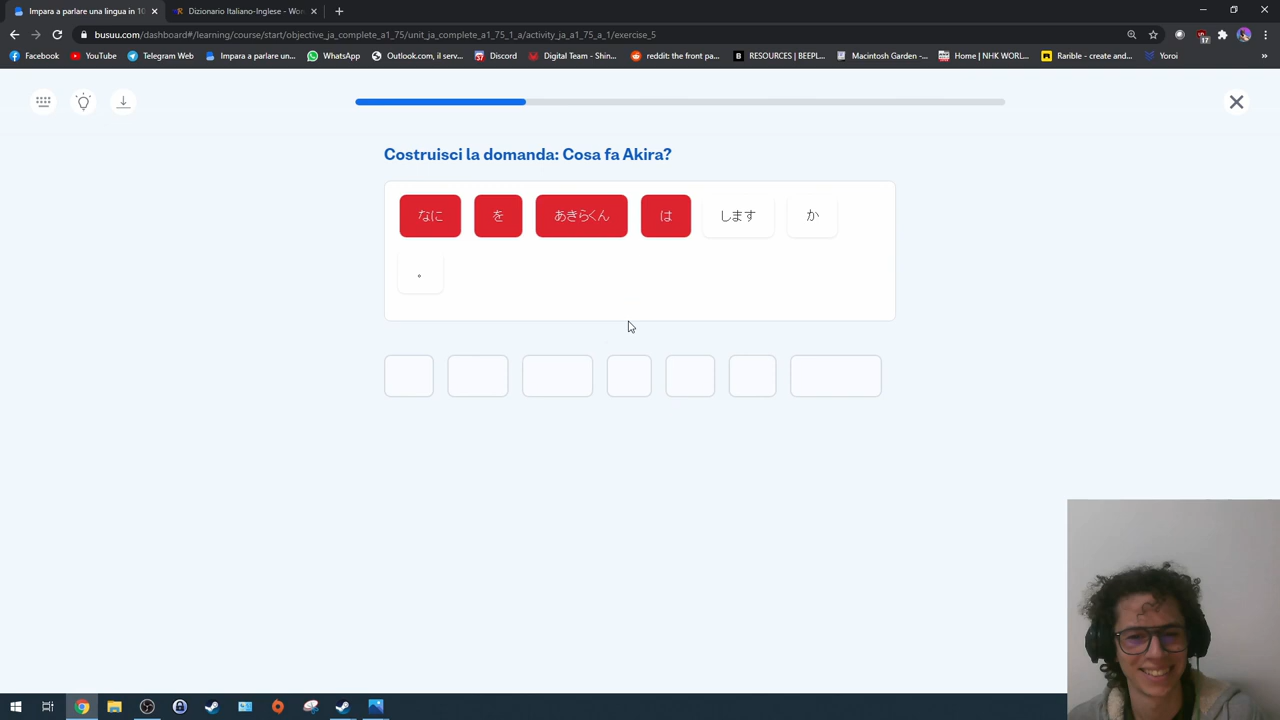 Impara a parlare una lingua in 10
Dizionario Italiano-Inglese - Wor
busuu.com/dashboard#/learning/course/start/objective_ja_complete_a1_75/unit_ja_complete_a1_75_1_a/activity_ja_a1_75_a_1/exercise_5
17
Facebook YouTube Telegram Web Impara a parlare un... WhatsApp Outlook.com, il serv... 57 Discord Digital Team - Shin... reddit: the front pa... B RESOURCES | BEEPL... Macintosh Garden -... Home | NHK WORL... Rarible - create and... Yoroi »
Costruisci la domanda: Cosa fa Akira?
なに を あきらくん は します か
。